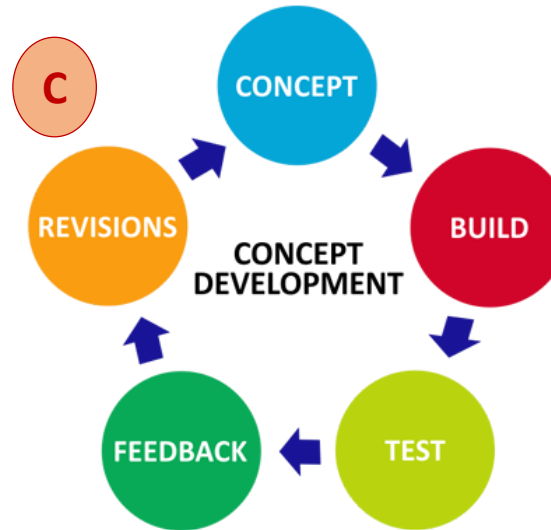 C
CONCEPT
BUILD
TEST
FEEDBACK
REVISIONS
CONCEPT
DEVELOPMENT